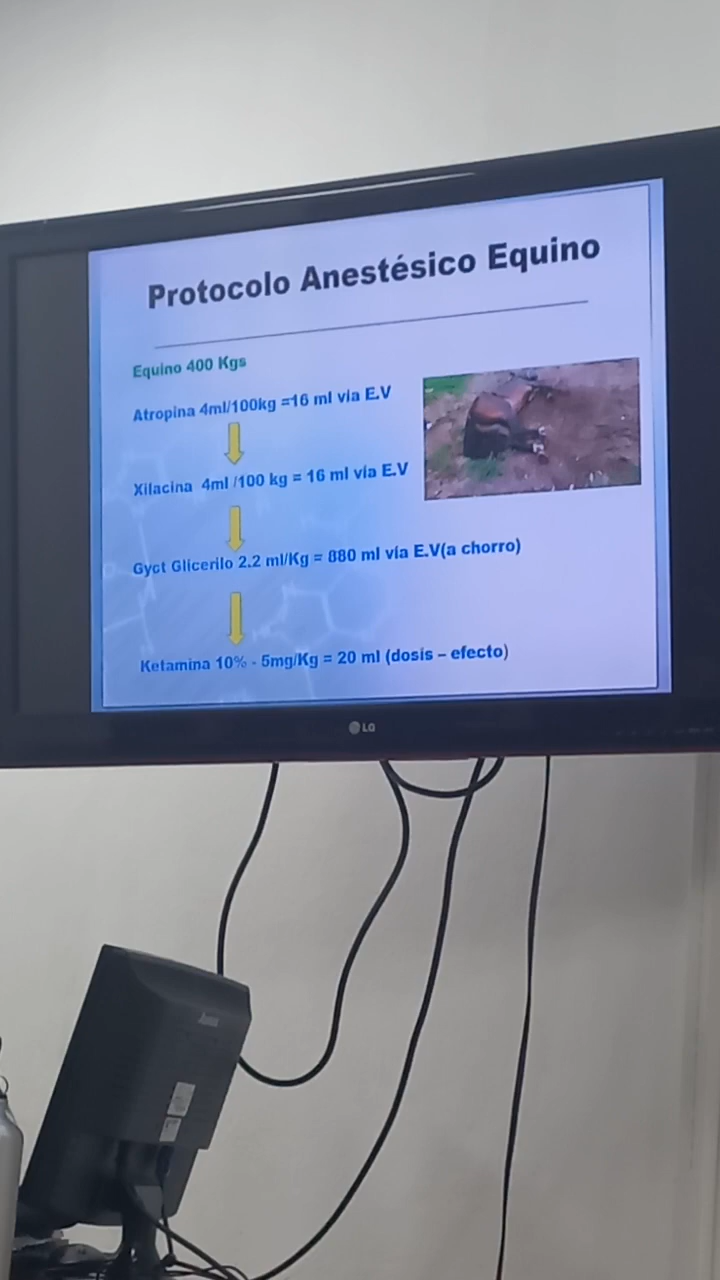 Protocolo Anestésico Equino
Equino 400 Kgs
Atropina 4ml/100kg =16 ml via E.V
Xilacina 4ml /100 kg = 16 ml via E.V
Gyct Glicerilo 2.2 ml/Kg = 880 ml vía E.V(a chorro)
Ketamina 10% - 5mg/Kg = 20 ml (dosis – efecto)
LG